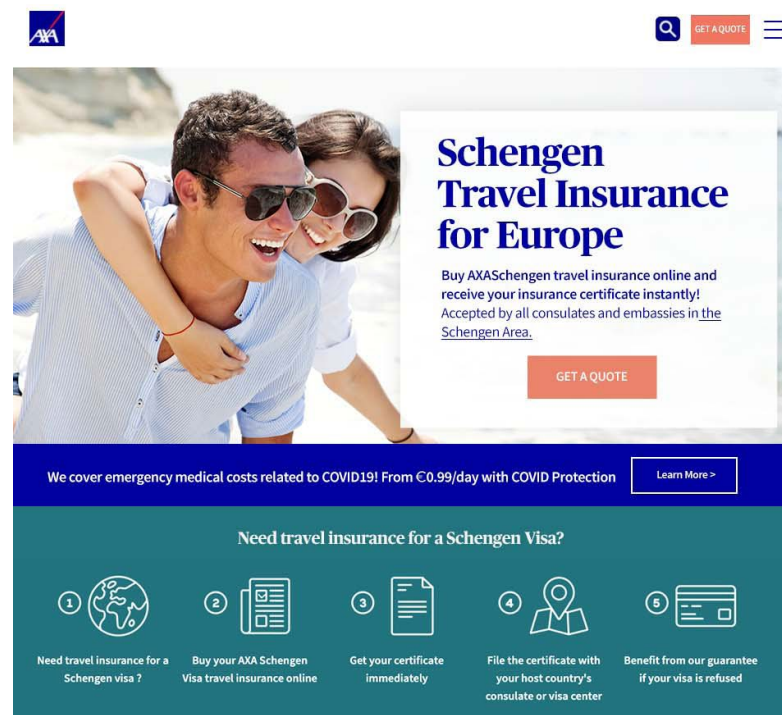 AXA
GET A QUOTE
Schengen
Travel Insurance
for Europe
Buy AXASchengen travel insurance online and
receive your insurance certificate instantly!
Accepted by all consulates and embassies in the
Schengen Area.
GET A QUOTE
We cover emergency medical costs related to COVID19! From €0.99/day with COVID Protection
Learn More >
Need travel insurance for a Schengen Visa?
1
Need travel insurance for a
Schengen visa ?
2
Buy your AXA Schengen
Visa travel insurance online
3
Get your certificate
immediately
4
File the certificate with
your host country's
consulate or visa center
5
Benefit from our guarantee
if your visa is refused